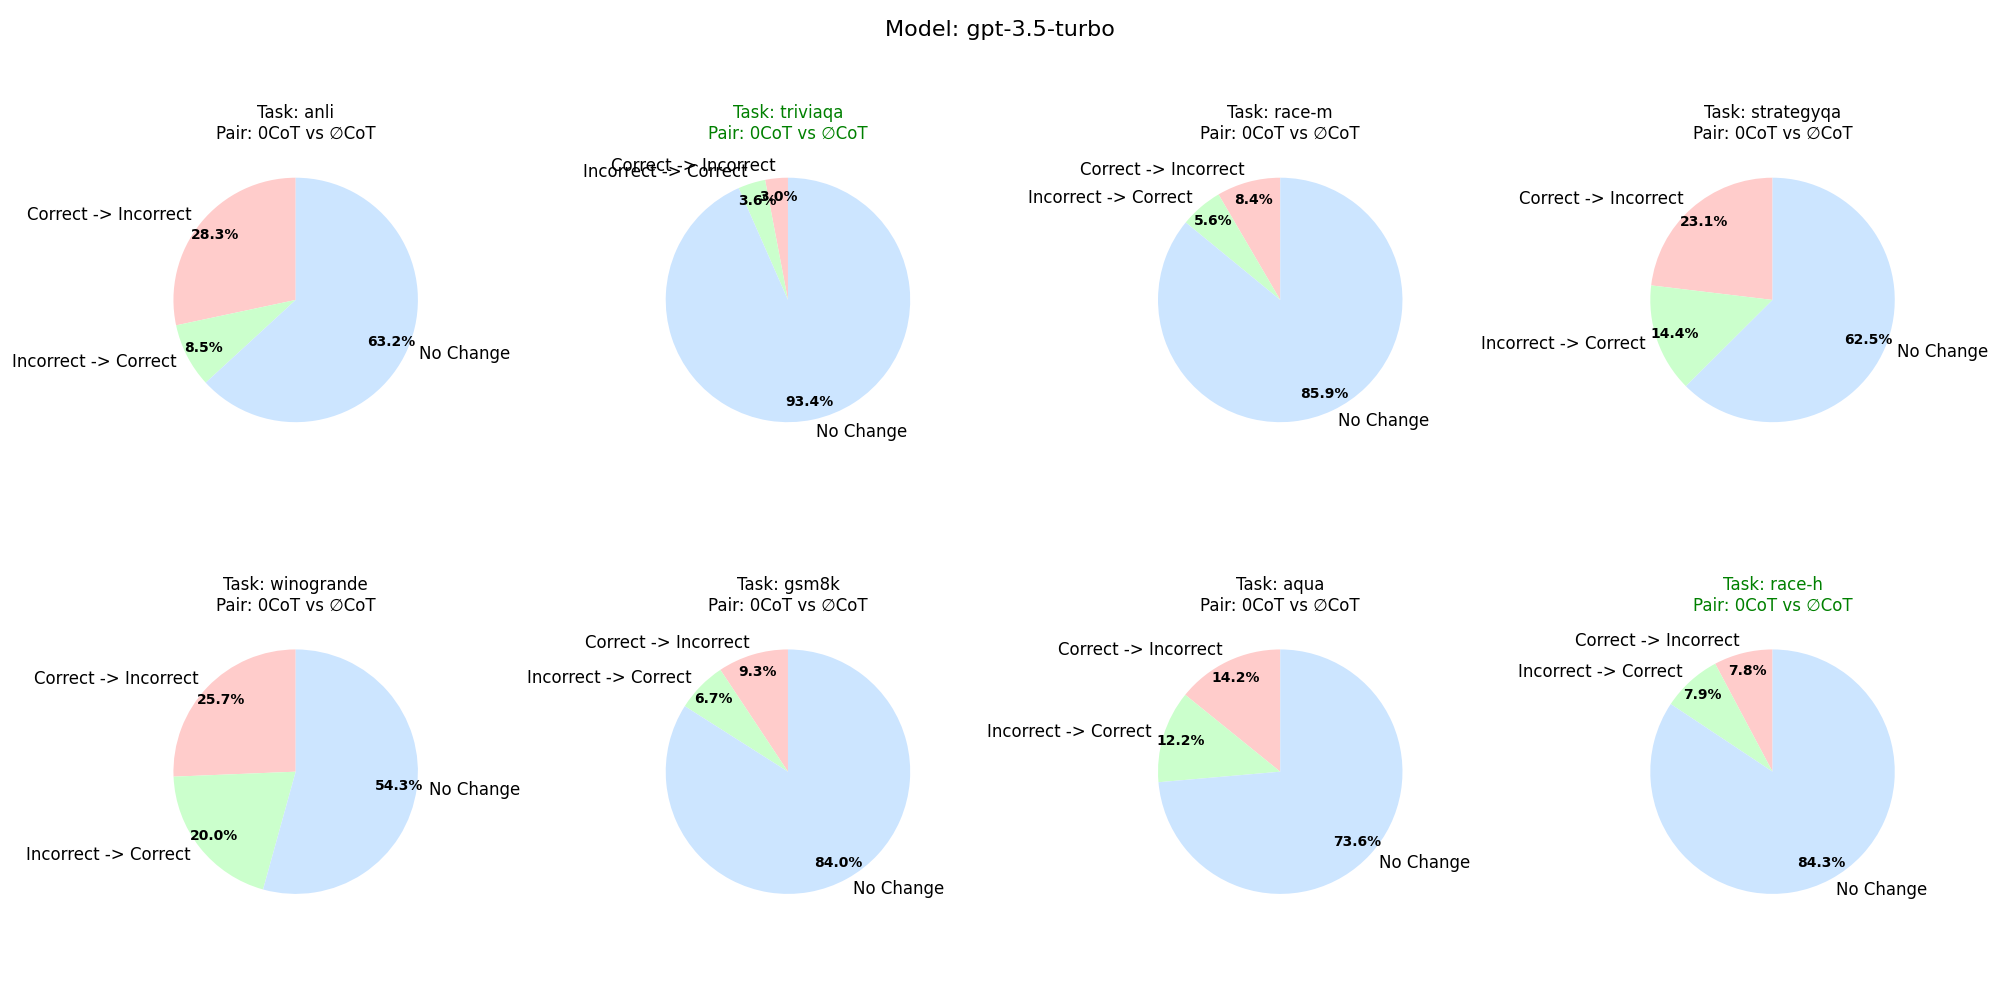 Model: gpt-3.5-turbo
Task: anli
Pair: 0CoT vs ∅CoT
Correct -> Incorrect
28.3%
Incorrect -> Correct
8.5%
63.2%
No Change
Task: triviaqa
Pair: 0CoT vs ∅CoT
Correct -> Incorrect
3.0%
Incorrect -> Correct
3.6%
93.4%
No Change
Task: race-m
Pair: 0CoT vs ∅CoT
Correct -> Incorrect
8.4%
Incorrect -> Correct
5.6%
85.9%
No Change
Task: strategyqa
Pair: 0CoT vs ∅CoT
Correct -> Incorrect
23.1%
Incorrect -> Correct
14.4%
62.5%
No Change
Task: winogrande
Pair: 0CoT vs ∅CoT
Correct -> Incorrect
25.7%
Incorrect -> Correct
20.0%
54.3%
No Change
Task: gsm8k
Pair: 0CoT vs ∅CoT
Correct -> Incorrect
9.3%
Incorrect -> Correct
6.7%
84.0%
No Change
Task: aqua
Pair: 0CoT vs ∅CoT
Correct -> Incorrect
14.2%
Incorrect -> Correct
12.2%
73.6%
No Change
Task: race-h
Pair: 0CoT vs ∅CoT
Correct -> Incorrect
7.8%
Incorrect -> Correct
7.9%
84.3%
No Change